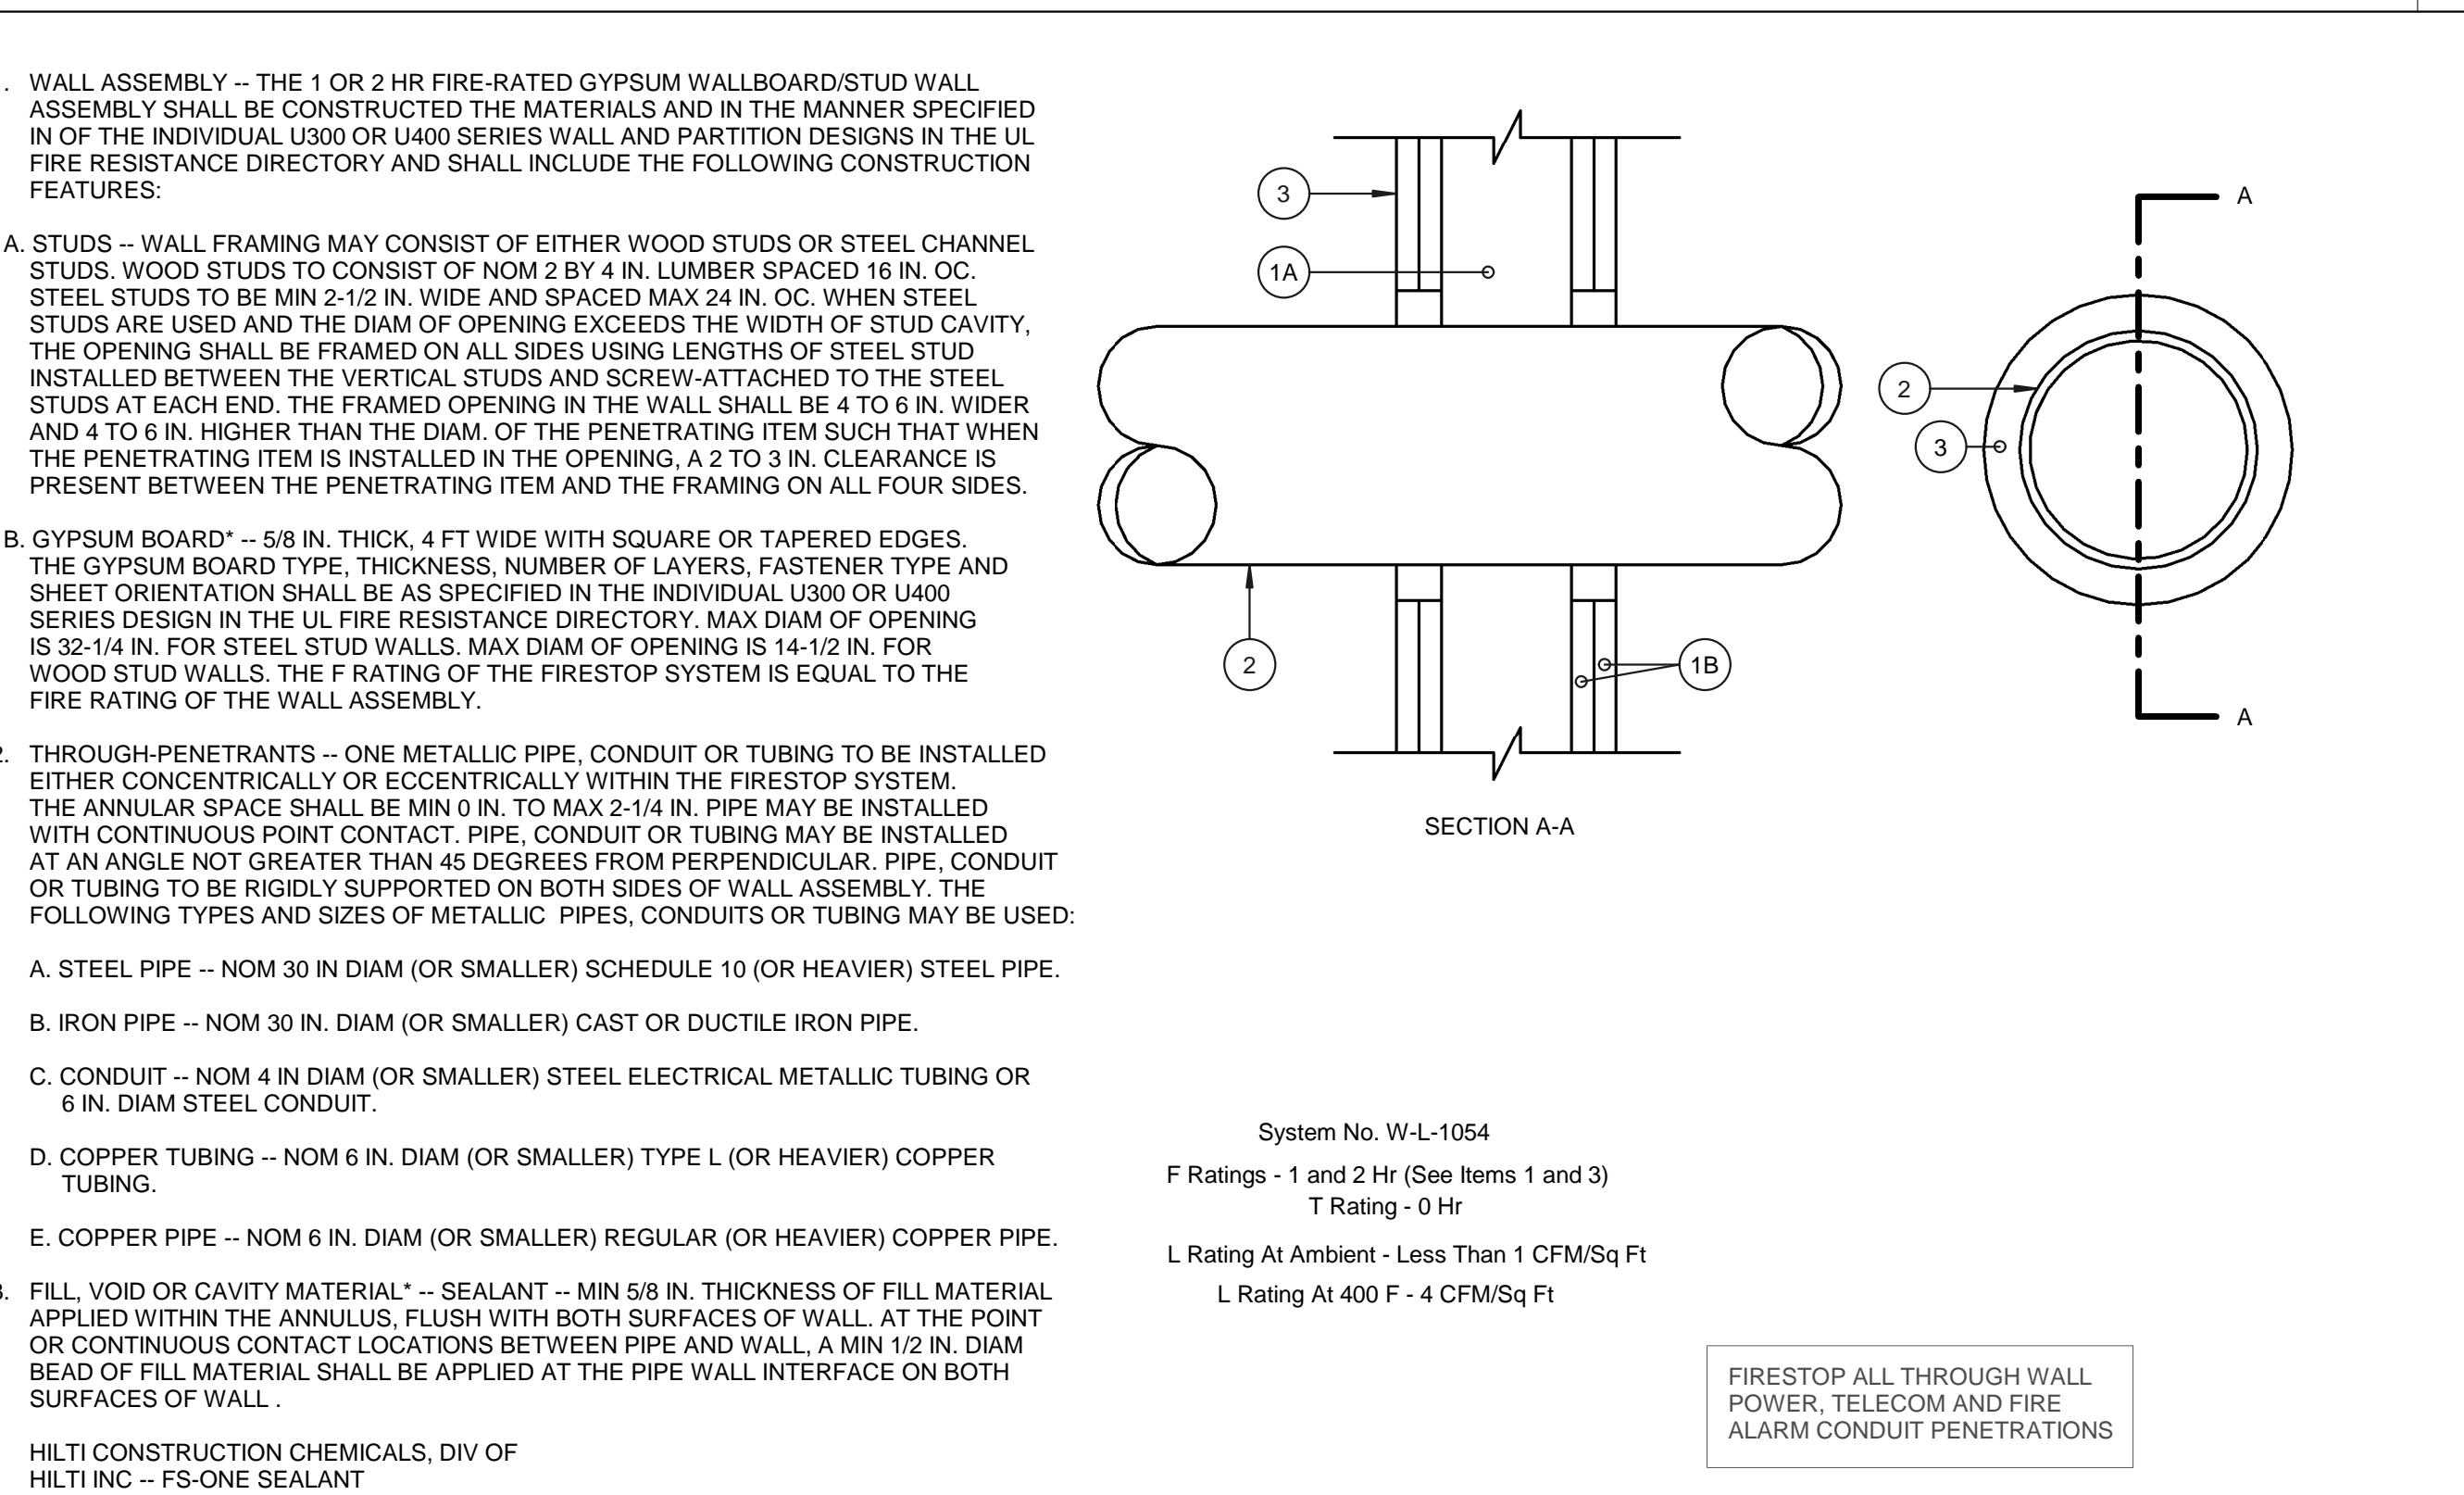 . WALL ASSEMBLY -- THE 1 OR 2 HR FIRE-RATED GYPSUM WALLBOARD/STUD WALL
ASSEMBLY SHALL BE CONSTRUCTED THE MATERIALS AND IN THE MANNER SPECIFIED
IN OF THE INDIVIDUAL U300 OR U400 SERIES WALL AND PARTITION DESIGNS IN THE UL
FIRE RESISTANCE DIRECTORY AND SHALL INCLUDE THE FOLLOWING CONSTRUCTION
FEATURES:
A. STUDS -- WALL FRAMING MAY CONSIST OF EITHER WOOD STUDS OR STEEL CHANNEL
STUDS. WOOD STUDS TO CONSIST OF NOM 2 BY 4 IN. LUMBER SPACED 16 IN. OC.
STEEL STUDS TO BE MIN 2-1/2 IN. WIDE AND SPACED MAX 24 IN. OC. WHEN STEEL
STUDS ARE USED AND THE DIAM OF OPENING EXCEEDS THE WIDTH OF STUD CAVITY,
THE OPENING SHALL BE FRAMED ON ALL SIDES USING LENGTHS OF STEEL STUD
INSTALLED BETWEEN THE VERTICAL STUDS AND SCREW-ATTACHED TO THE STEEL
STUDS AT EACH END. THE FRAMED OPENING IN THE WALL SHALL BE 4 TO 6 IN. WIDER
AND 4 TO 6 IN. HIGHER THAN THE DIAM. OF THE PENETRATING ITEM SUCH THAT WHEN
THE PENETRATING ITEM IS INSTALLED IN THE OPENING, A 2 TO 3 IN. CLEARANCE IS
PRESENT BETWEEN THE PENETRATING ITEM AND THE FRAMING ON ALL FOUR SIDES.
B. GYPSUM BOARD* -- 5/8 IN. THICK, 4 FT WIDE WITH SQUARE OR TAPERED EDGES.
THE GYPSUM BOARD TYPE, THICKNESS, NUMBER OF LAYERS, FASTENER TYPE AND
SHEET ORIENTATION SHALL BE AS SPECIFIED IN THE INDIVIDUAL U300 OR U400
SERIES DESIGN IN THE UL FIRE RESISTANCE DIRECTORY. MAX DIAM OF OPENING
IS 32-1/4 IN. FOR STEEL STUD WALLS. MAX DIAM OF OPENING IS 14-1/2 IN. FOR
WOOD STUD WALLS. THE F RATING OF THE FIRESTOP SYSTEM IS EQUAL TO THE
FIRE RATING OF THE WALL ASSEMBLY.
2. THROUGH-PENETRANTS -- ONE METALLIC PIPE, CONDUIT OR TUBING TO BE INSTALLED
EITHER CONCENTRICALLY OR ECCENTRICALLY WITHIN THE FIRESTOP SYSTEM.
THE ANNULAR SPACE SHALL BE MIN 0 IN. TO MAX 2-1/4 IN. PIPE MAY BE INSTALLED
WITH CONTINUOUS POINT CONTACT. PIPE, CONDUIT OR TUBING MAY BE INSTALLED
AT AN ANGLE NOT GREATER THAN 45 DEGREES FROM PERPENDICULAR. PIPE, CONDUIT
OR TUBING TO BE RIGIDLY SUPPORTED ON BOTH SIDES OF WALL ASSEMBLY. THE
FOLLOWING TYPES AND SIZES OF METALLIC PIPES, CONDUITS OR TUBING MAY BE USED:
A. STEEL PIPE -- NOM 30 IN DIAM (OR SMALLER) SCHEDULE 10 (OR HEAVIER) STEEL PIPE.
B. IRON PIPE -- NOM 30 IN. DIAM (OR SMALLER) CAST OR DUCTILE IRON PIPE.
C. CONDUIT -- NOM 4 IN DIAM (OR SMALLER) STEEL ELECTRICAL METALLIC TUBING OR
6 IN. DIAM STEEL CONDUIT.
D. COPPER TUBING -- NOM 6 IN. DIAM (OR SMALLER) TYPE L (OR HEAVIER) COPPER
TUBING.
E. COPPER PIPE -- NOM 6 IN. DIAM (OR SMALLER) REGULAR (OR HEAVIER) COPPER PIPE.
3. FILL, VOID OR CAVITY MATERIAL* -- SEALANT -- MIN 5/8 IN. THICKNESS OF FILL MATERIAL
APPLIED WITHIN THE ANNULUS, FLUSH WITH BOTH SURFACES OF WALL. AT THE POINT
OR CONTINUOUS CONTACT LOCATIONS BETWEEN PIPE AND WALL, A MIN 1/2 IN. DIAM
BEAD OF FILL MATERIAL SHALL BE APPLIED AT THE PIPE WALL INTERFACE ON BOTH
SURFACES OF WALL .
HILTI CONSTRUCTION CHEMICALS, DIV OF
HILTI INC -- FS-ONE SEALANT
3
1A
2
1B
SECTION A-A
A
2
3
A
System No. W-L-1054
F Ratings - 1 and 2 Hr (See Items 1 and 3)
T Rating - 0 Hr
L Rating At Ambient - Less Than 1 CFM/Sq Ft
L Rating At 400 F - 4 CFM/Sq Ft
FIRESTOP ALL THROUGH WALL
POWER, TELECOM AND FIRE
ALARM CONDUIT PENETRATIONS